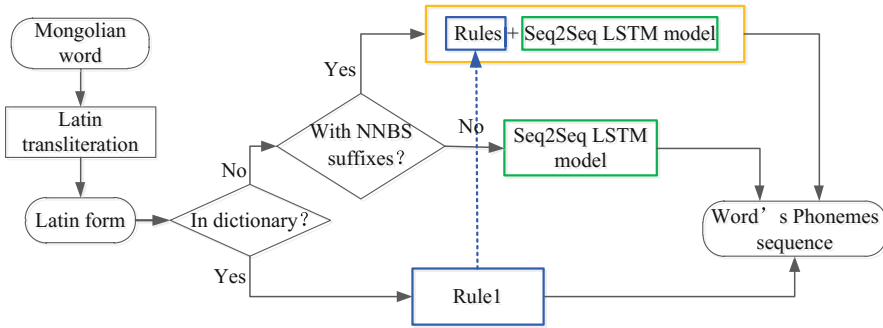 Mongolian
word
Latin
transliteration
Latin form
In dictionary?
No
Yes
With NNBS
suffixes?
Yes
No
Rules + Seq2Seq LSTM model
Seq2Seq LSTM
model
Rule1
Word’s Phonemes
sequence